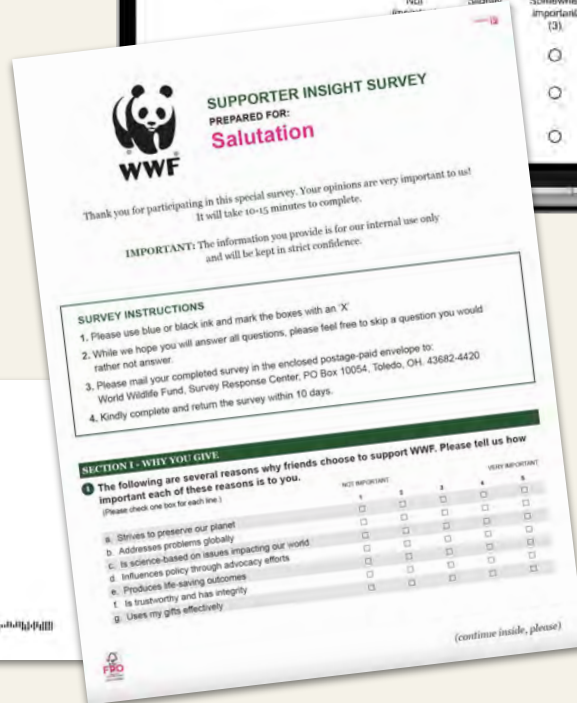 important
(3)
WWF
SUPPORTER INSIGHT SURVEY
PREPARED FOR:
Salutation
Thank you for participating in this special survey. Your opinions are very important to us!
It will take 10-15 minutes to complete.
IMPORTANT: The information you provide is for our internal use only
and will be kept in strict confidence.
SURVEY INSTRUCTIONS
1. Please use blue or black ink and mark the boxes with an 'X'
2. While we hope you will answer all questions, please feel free to skip a question you would
rather not answer.
3. Please mail your completed survey in the enclosed postage-paid envelope to:
World Wildlife Fund, Survey Response Center, PO Box 10054, Toledo, OH. 43682-4420
4. Kindly complete and return the survey within 10 days.
SECTION I - WHY YOU GIVE
1 The following are several reasons why friends choose to support WWF. Please tell us how
important each of these reasons is to you.
(Please check one box for each line.)
NOT IMPORTANT VERY IMPORTANT
1 2 3 4 5
a. Strives to preserve our planet
b. Addresses problems globally
c. Is science-based on issues impacting our world
d. Influences policy through advocacy efforts
e. Produces life-saving outcomes
f. Is trustworthy and has integrity
g. Uses my gifts effectively
(continue inside, please)
FPO